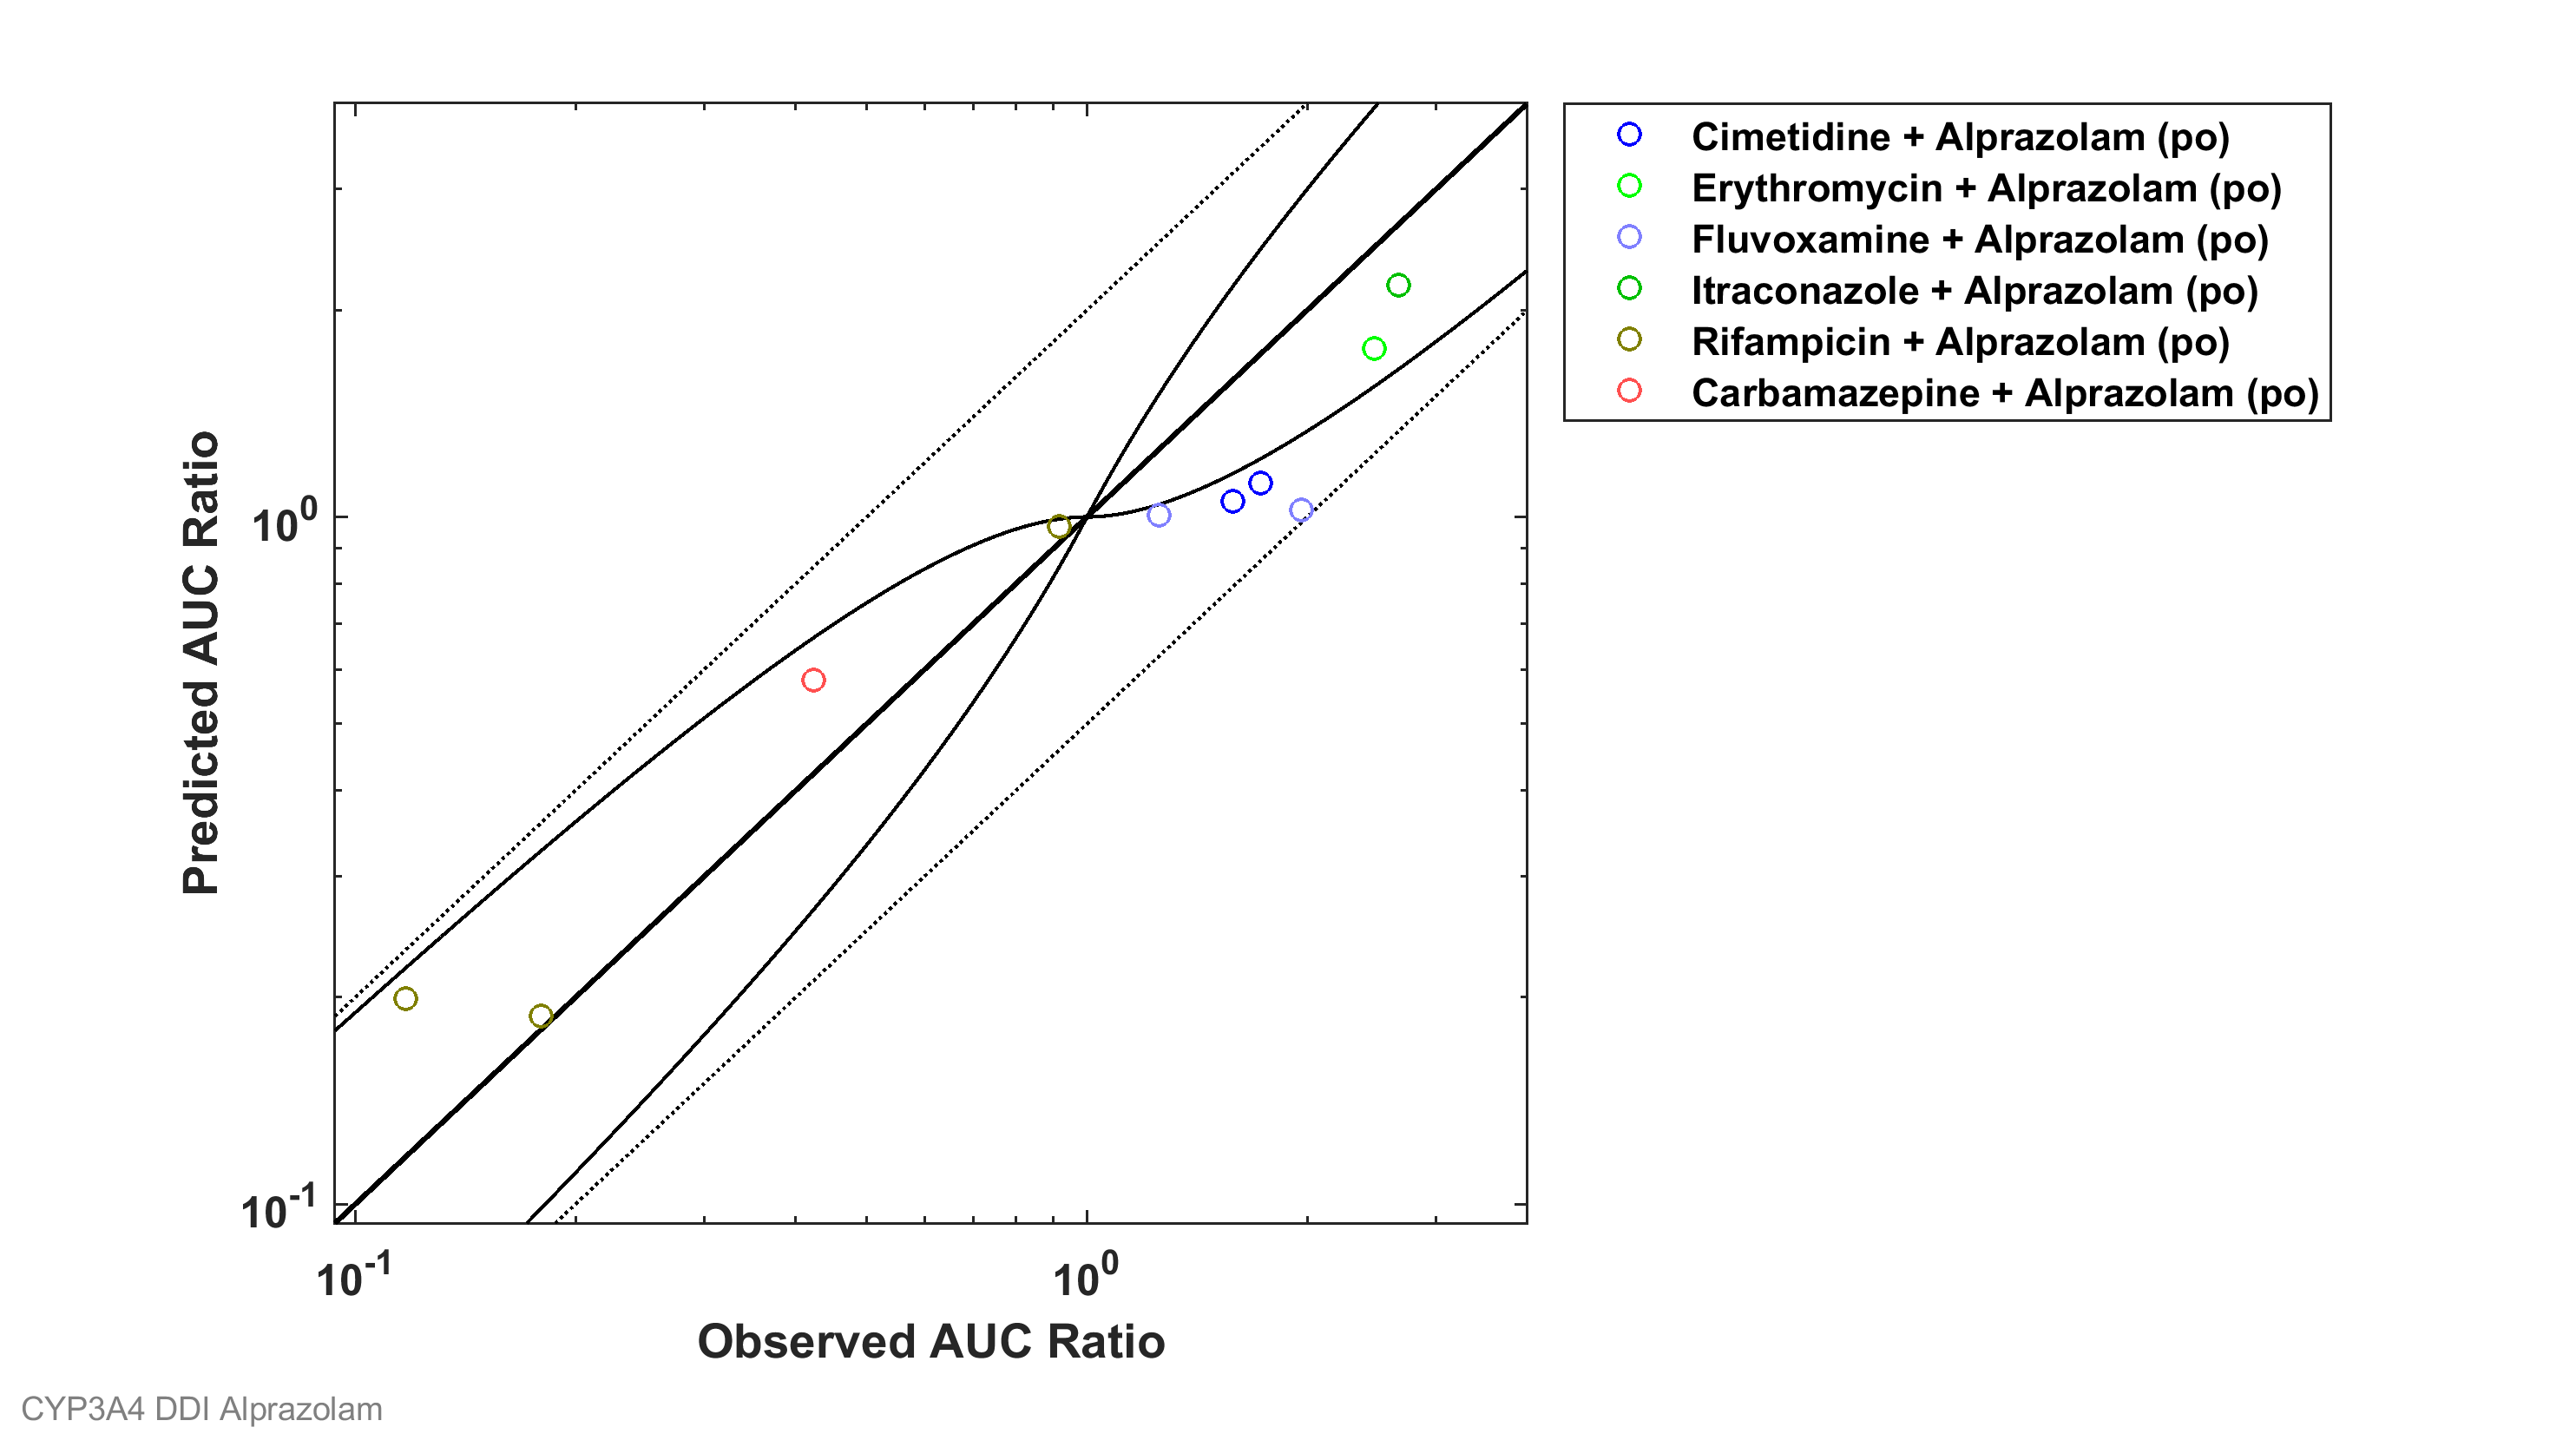 Cimetidine + Alprazolam (po)
Erythromycin + Alprazolam (po)
Fluvoxamine + Alprazolam (po)
Itraconazole + Alprazolam (po)
Rifampicin + Alprazolam (po)
Carbamazepine + Alprazolam (po)
Predicted AUC Ratio
10^0
10^-1
10^-1
10^0
Observed AUC Ratio
CYP3A4 DDI Alprazolam